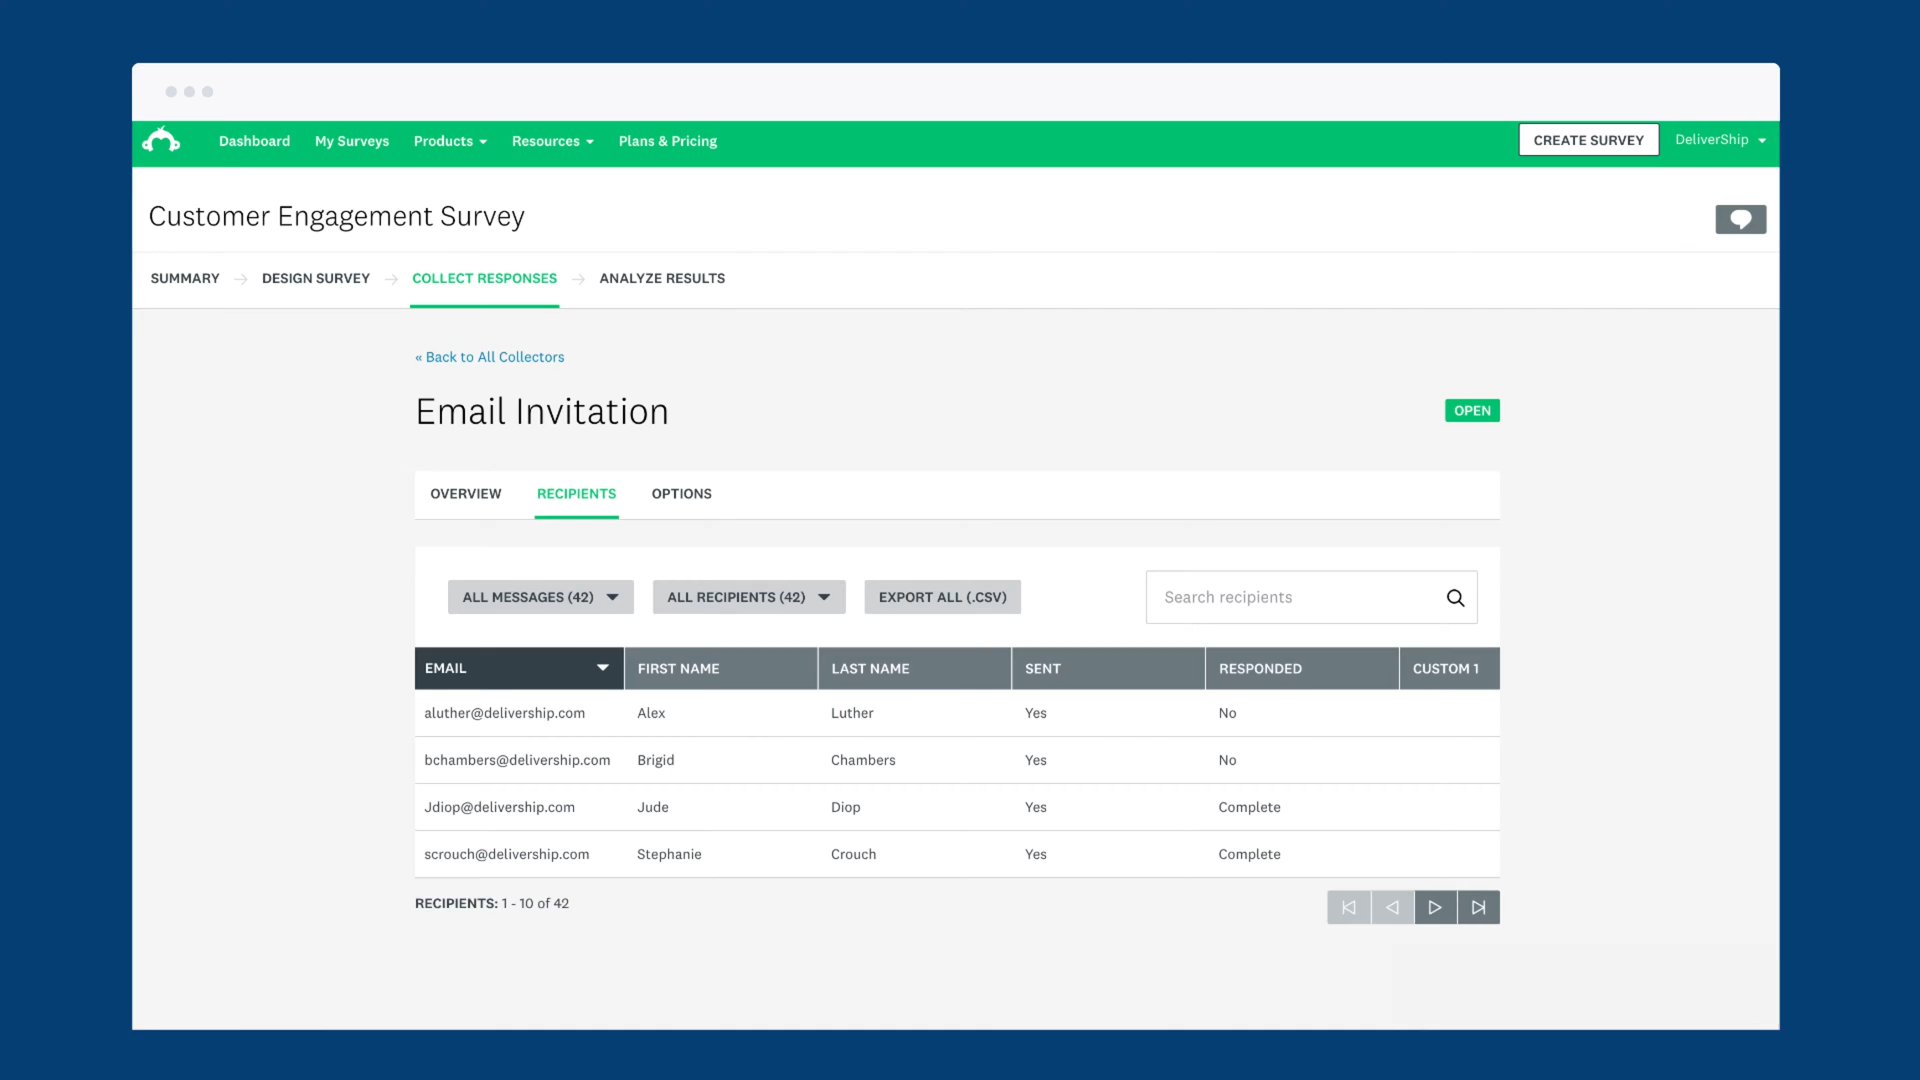 Dashboard My Surveys Products Resources Plans & Pricing CREATE SURVEY DeliverShip
Customer Engagement Survey
SUMMARY DESIGN SURVEY COLLECT RESPONSES ANALYZE RESULTS
« Back to All Collectors
Email Invitation OPEN
OVERVIEW RECIPIENTS OPTIONS
ALL MESSAGES (42) ALL RECIPIENTS (42) EXPORT ALL (.CSV) Search recipients
EMAIL FIRST NAME LAST NAME SENT RESPONDED CUSTOM 1
aluther@delivership.com Alex Luther Yes No
bchambers@delivership.com Brigid Chambers Yes No
Jdiop@delivership.com Jude Diop Yes Complete
scrouch@delivership.com Stephanie Crouch Yes Complete
RECIPIENTS: 1 - 10 of 42